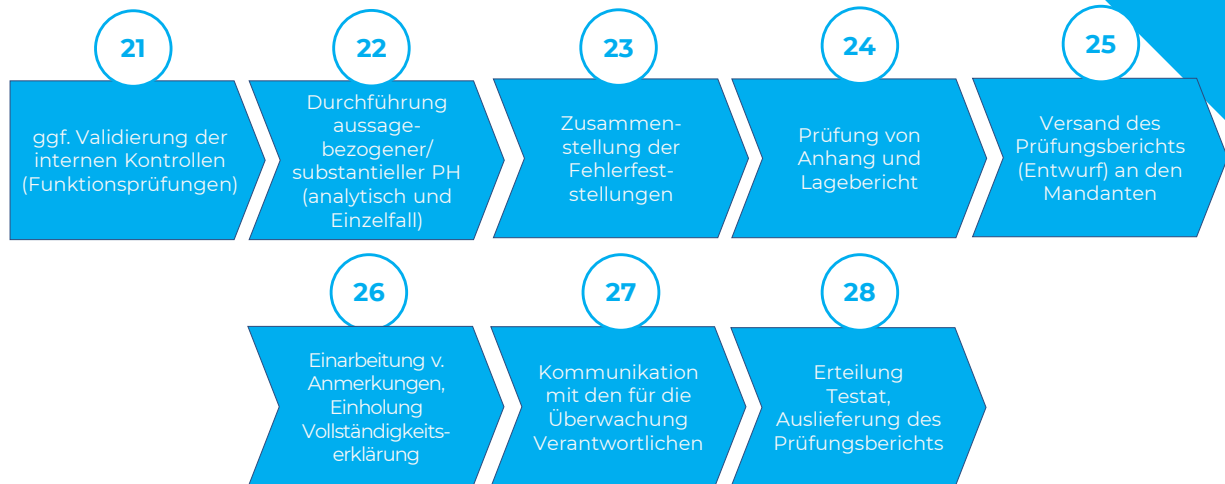 21
22
23
24
25
ggf. Validierung der
internen Kontrollen
(Funktionsprüfungen)
Durchführung
aussage-
bezogener/
substantieller PH
(analytisch und
Einzelfall)
Zusammen-
stellung der
Fehlerfest-
stellungen
Prüfung von
Anhang und
Lagebericht
Versand des
Prüfungsberichts
(Entwurf) an den
Mandanten
26
27
28
Einarbeitung v.
Anmerkungen,
Einholung
Vollständigkeits-
erklärung
Kommunikation
mit den für die
Überwachung
Verantwortlichen
Erteilung
Testat,
Auslieferung des
Prüfungsberichts